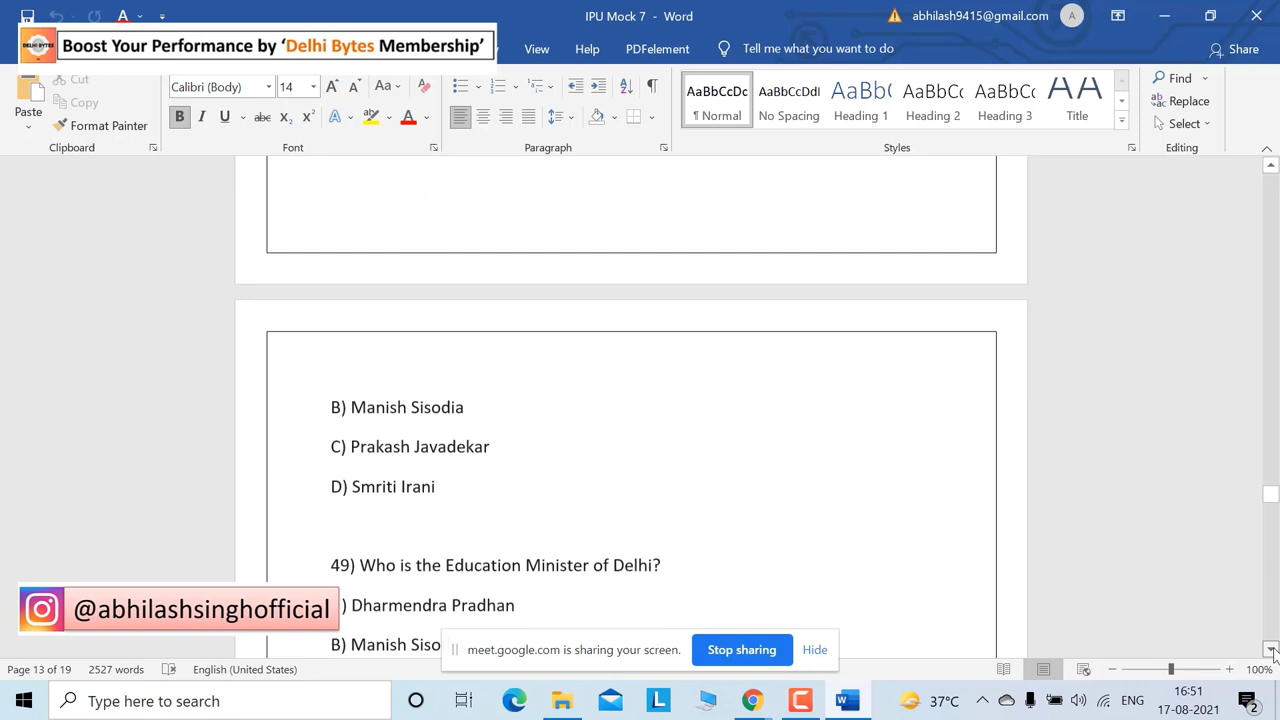 IPU Mock 7 - Word
abhilash9415@gmail.com
A
Boost Your Performance by 'Delhi Bytes Membership'
DELHI BYTES
View
Help
PDFelement
Tell me what you want to do
Share
Cut
Copy
Paste
Format Painter
Calibri (Body)
14
Clipboard
Font
Paragraph
AaBbCcDc
¶ Normal
AaBbCcDdI
No Spacing
AaBb(
Heading 1
AaBbCc
Heading 2
AaBbCc
Heading 3
AA
Title
Styles
Find
Replace
Select
Editing
B) Manish Sisodia
C) Prakash Javadekar
D) Smriti Irani
49) Who is the Education Minister of Delhi?
) Dharmendra Pradhan
B) Manish Siso
@abhilashsinghofficial
meet.google.com is sharing your screen.
Stop sharing
Hide
Page 13 of 19
2527 words
English (United States)
100%
Type here to search
37°C
ENG
16:51
17-08-2021
2